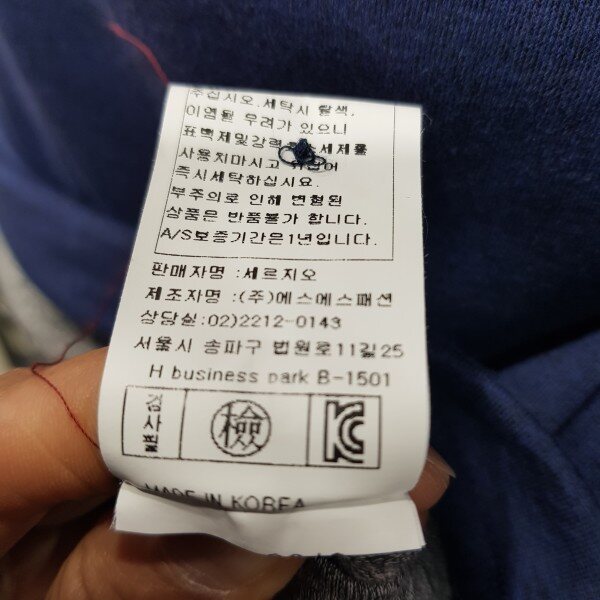 주십시오.세탁시 탈색,
이염될 우려가 있으니
표백제및강력 소세제를
사용치마시고
즉시세탁하십시요.
부주의로 인해 변형된
상품은 반품불가 합니다.
A/S보증기간은1년입니다.
판매자명 :세르지오
제조자명 :(주)에스에스패션
상담실:02)2212-0143
서울시 송파구 법원로11길25
H business park B-1501
검사필
檢
KC
MADE IN KOREA